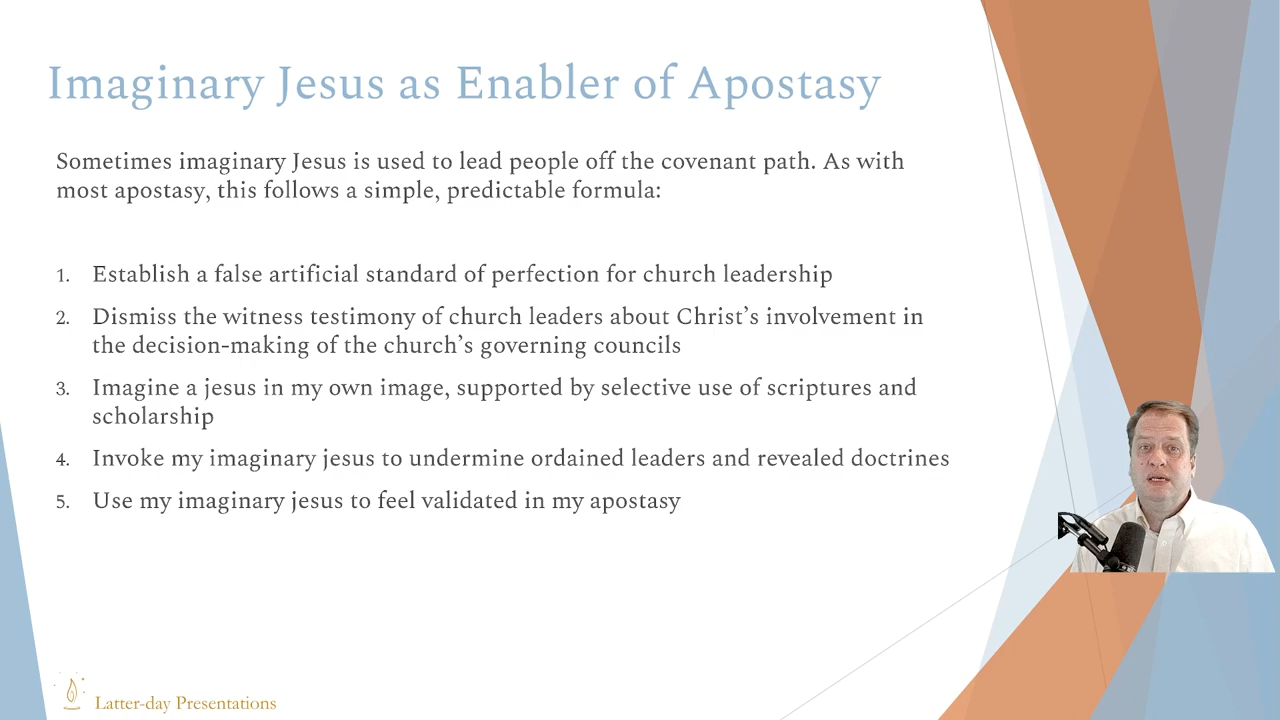 Imaginary Jesus as Enabler of Apostasy
Sometimes imaginary Jesus is used to lead people off the covenant path. As with
most apostasy, this follows a simple, predictable formula:
1. Establish a false artificial standard of perfection for church leadership
2. Dismiss the witness testimony of church leaders about Christ’s involvement in
the decision-making of the church’s governing councils
3. Imagine a jesus in my own image, supported by selective use of scriptures and
scholarship
4. Invoke my imaginary jesus to undermine ordained leaders and revealed doctrines
5. Use my imaginary jesus to feel validated in my apostasy
Latter-day Presentations